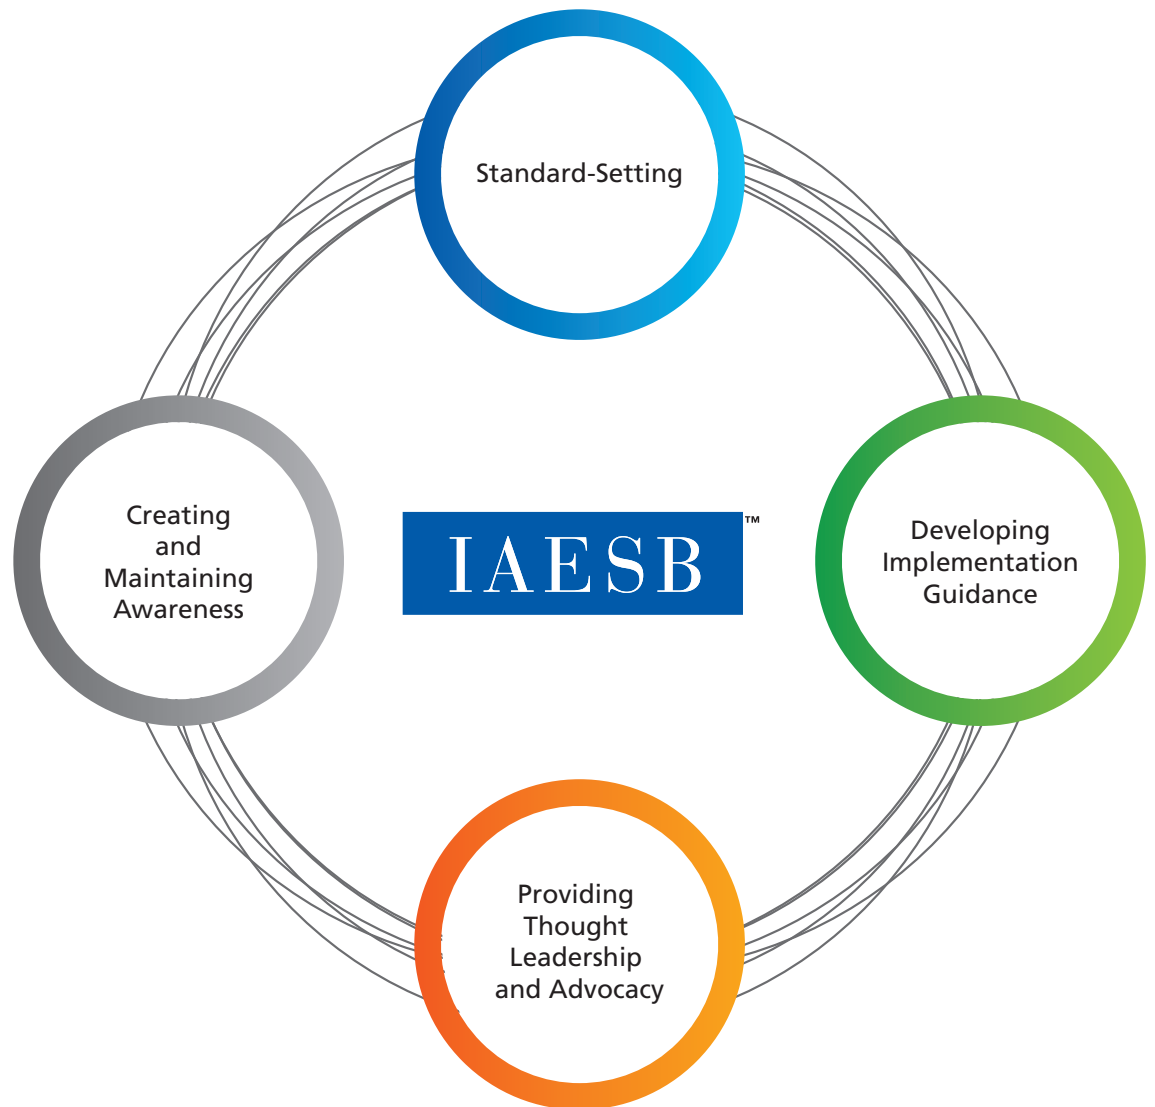 Standard-Setting
Creating
and
Maintaining
Awareness
IAESB™
Developing
Implementation
Guidance
Providing
Thought
Leadership
and Advocacy